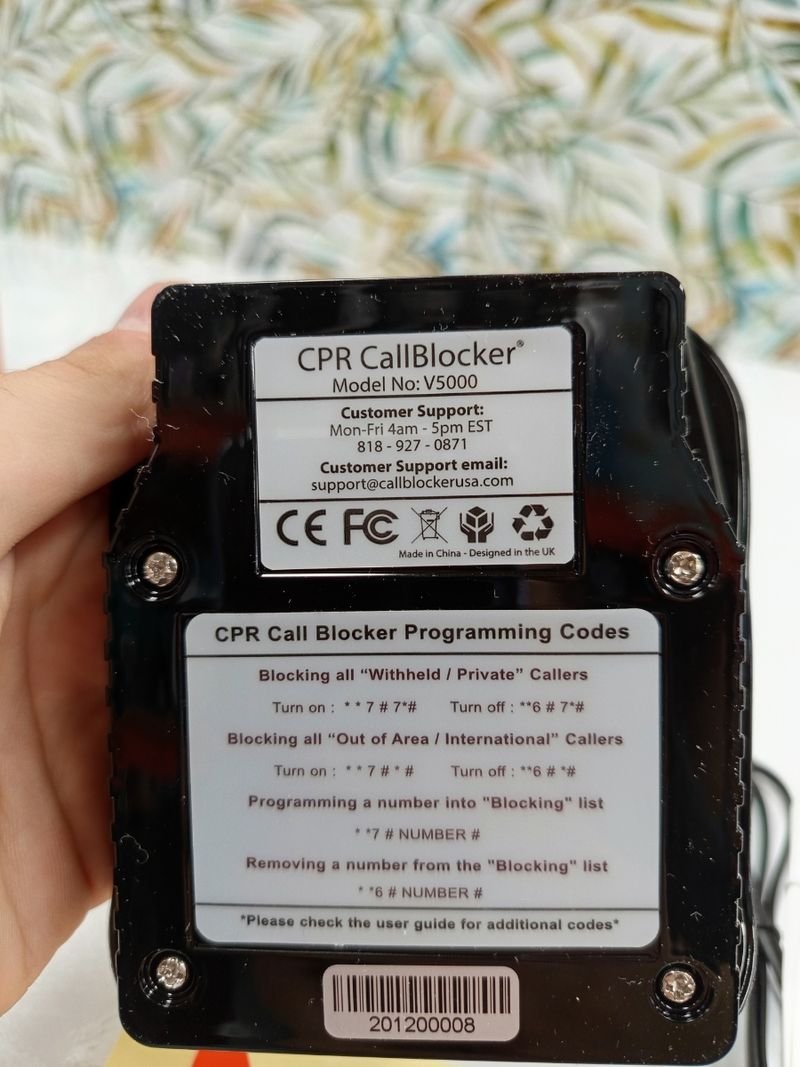 CPR CallBlocker®
Model No: V5000
Customer Support:
Mon-Fri 4am - 5pm EST
818 - 927 - 0871
Customer Support email:
support@callblockerusa.com
CE FC
Made in China - Designed in the UK
CPR Call Blocker Programming Codes
Blocking all “Withheld / Private” Callers
Turn on : * * 7 # 7*# Turn off : **6 # 7*#
Blocking all “Out of Area / International” Callers
Turn on : * * 7 # * # Turn off : **6 # *#
Programming a number into "Blocking" list
* *7 # NUMBER #
Removing a number from the "Blocking" list
* *6 # NUMBER #
*Please check the user guide for additional codes*
201200008